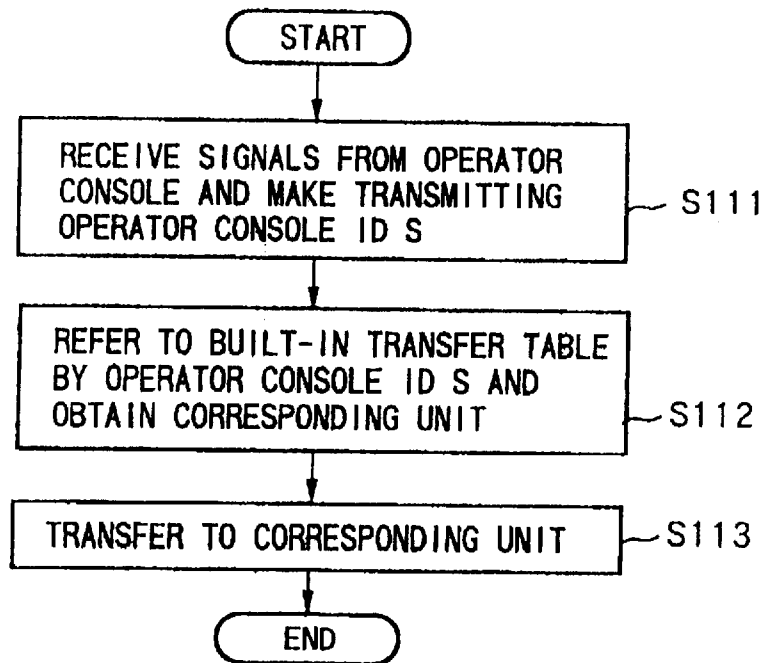 START
RECEIVE SIGNALS FROM OPERATOR
CONSOLE AND MAKE TRANSMITTING
OPERATOR CONSOLE ID S
S111
REFER TO BUILT-IN TRANSFER TABLE
BY OPERATOR CONSOLE ID S AND
OBTAIN CORRESPONDING UNIT
S112
TRANSFER TO CORRESPONDING UNIT
S113
END